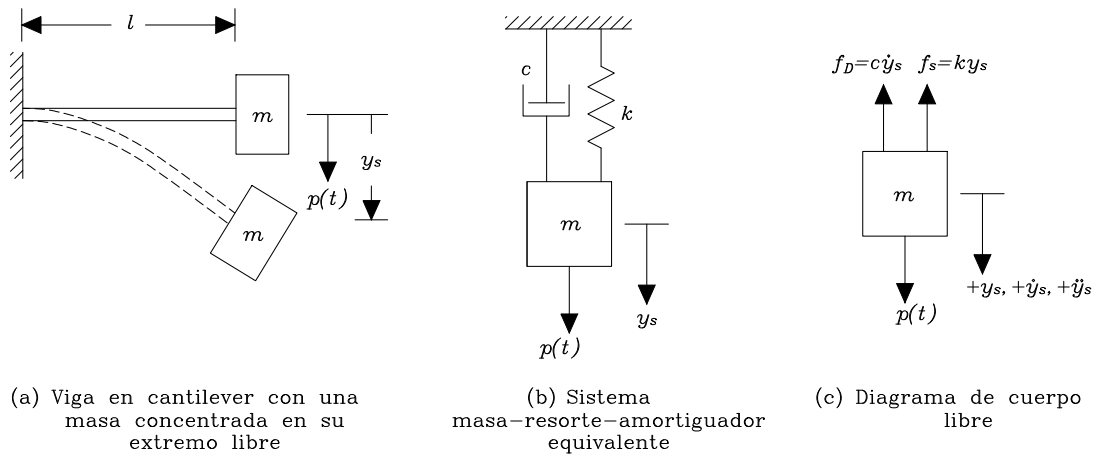 l
m
y_s
p(t)
m
(a) Viga en cantilever con una
masa concentrada en su
extremo libre
c
k
m
y_s
p(t)
(b) Sistema
masa-resorte-amortiguador
equivalente
f_D=cẏ_s f_s=ky_s
m
+y_s, +ẏ_s, +ÿ_s
p(t)
(c) Diagrama de cuerpo
libre